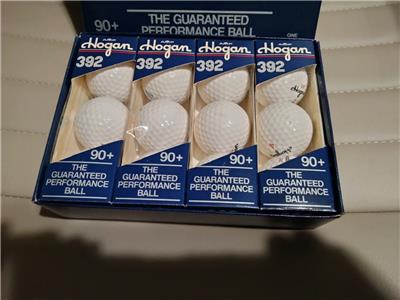 90+
THE GUARANTEED
PERFORMANCE BALL
ONE
Hogan
392
90+
THE
GUARANTEED
PERFORMANCE
BALL
Hogan
392
90+
THE
GUARANTEED
PERFORMANCE
BALL
Hogan
392
90+
THE
GUARANTEED
PERFORMANCE
BALL
Hogan
392
Hogan
90+
THE
GUARANTEED
PERFORMANCE
BALL